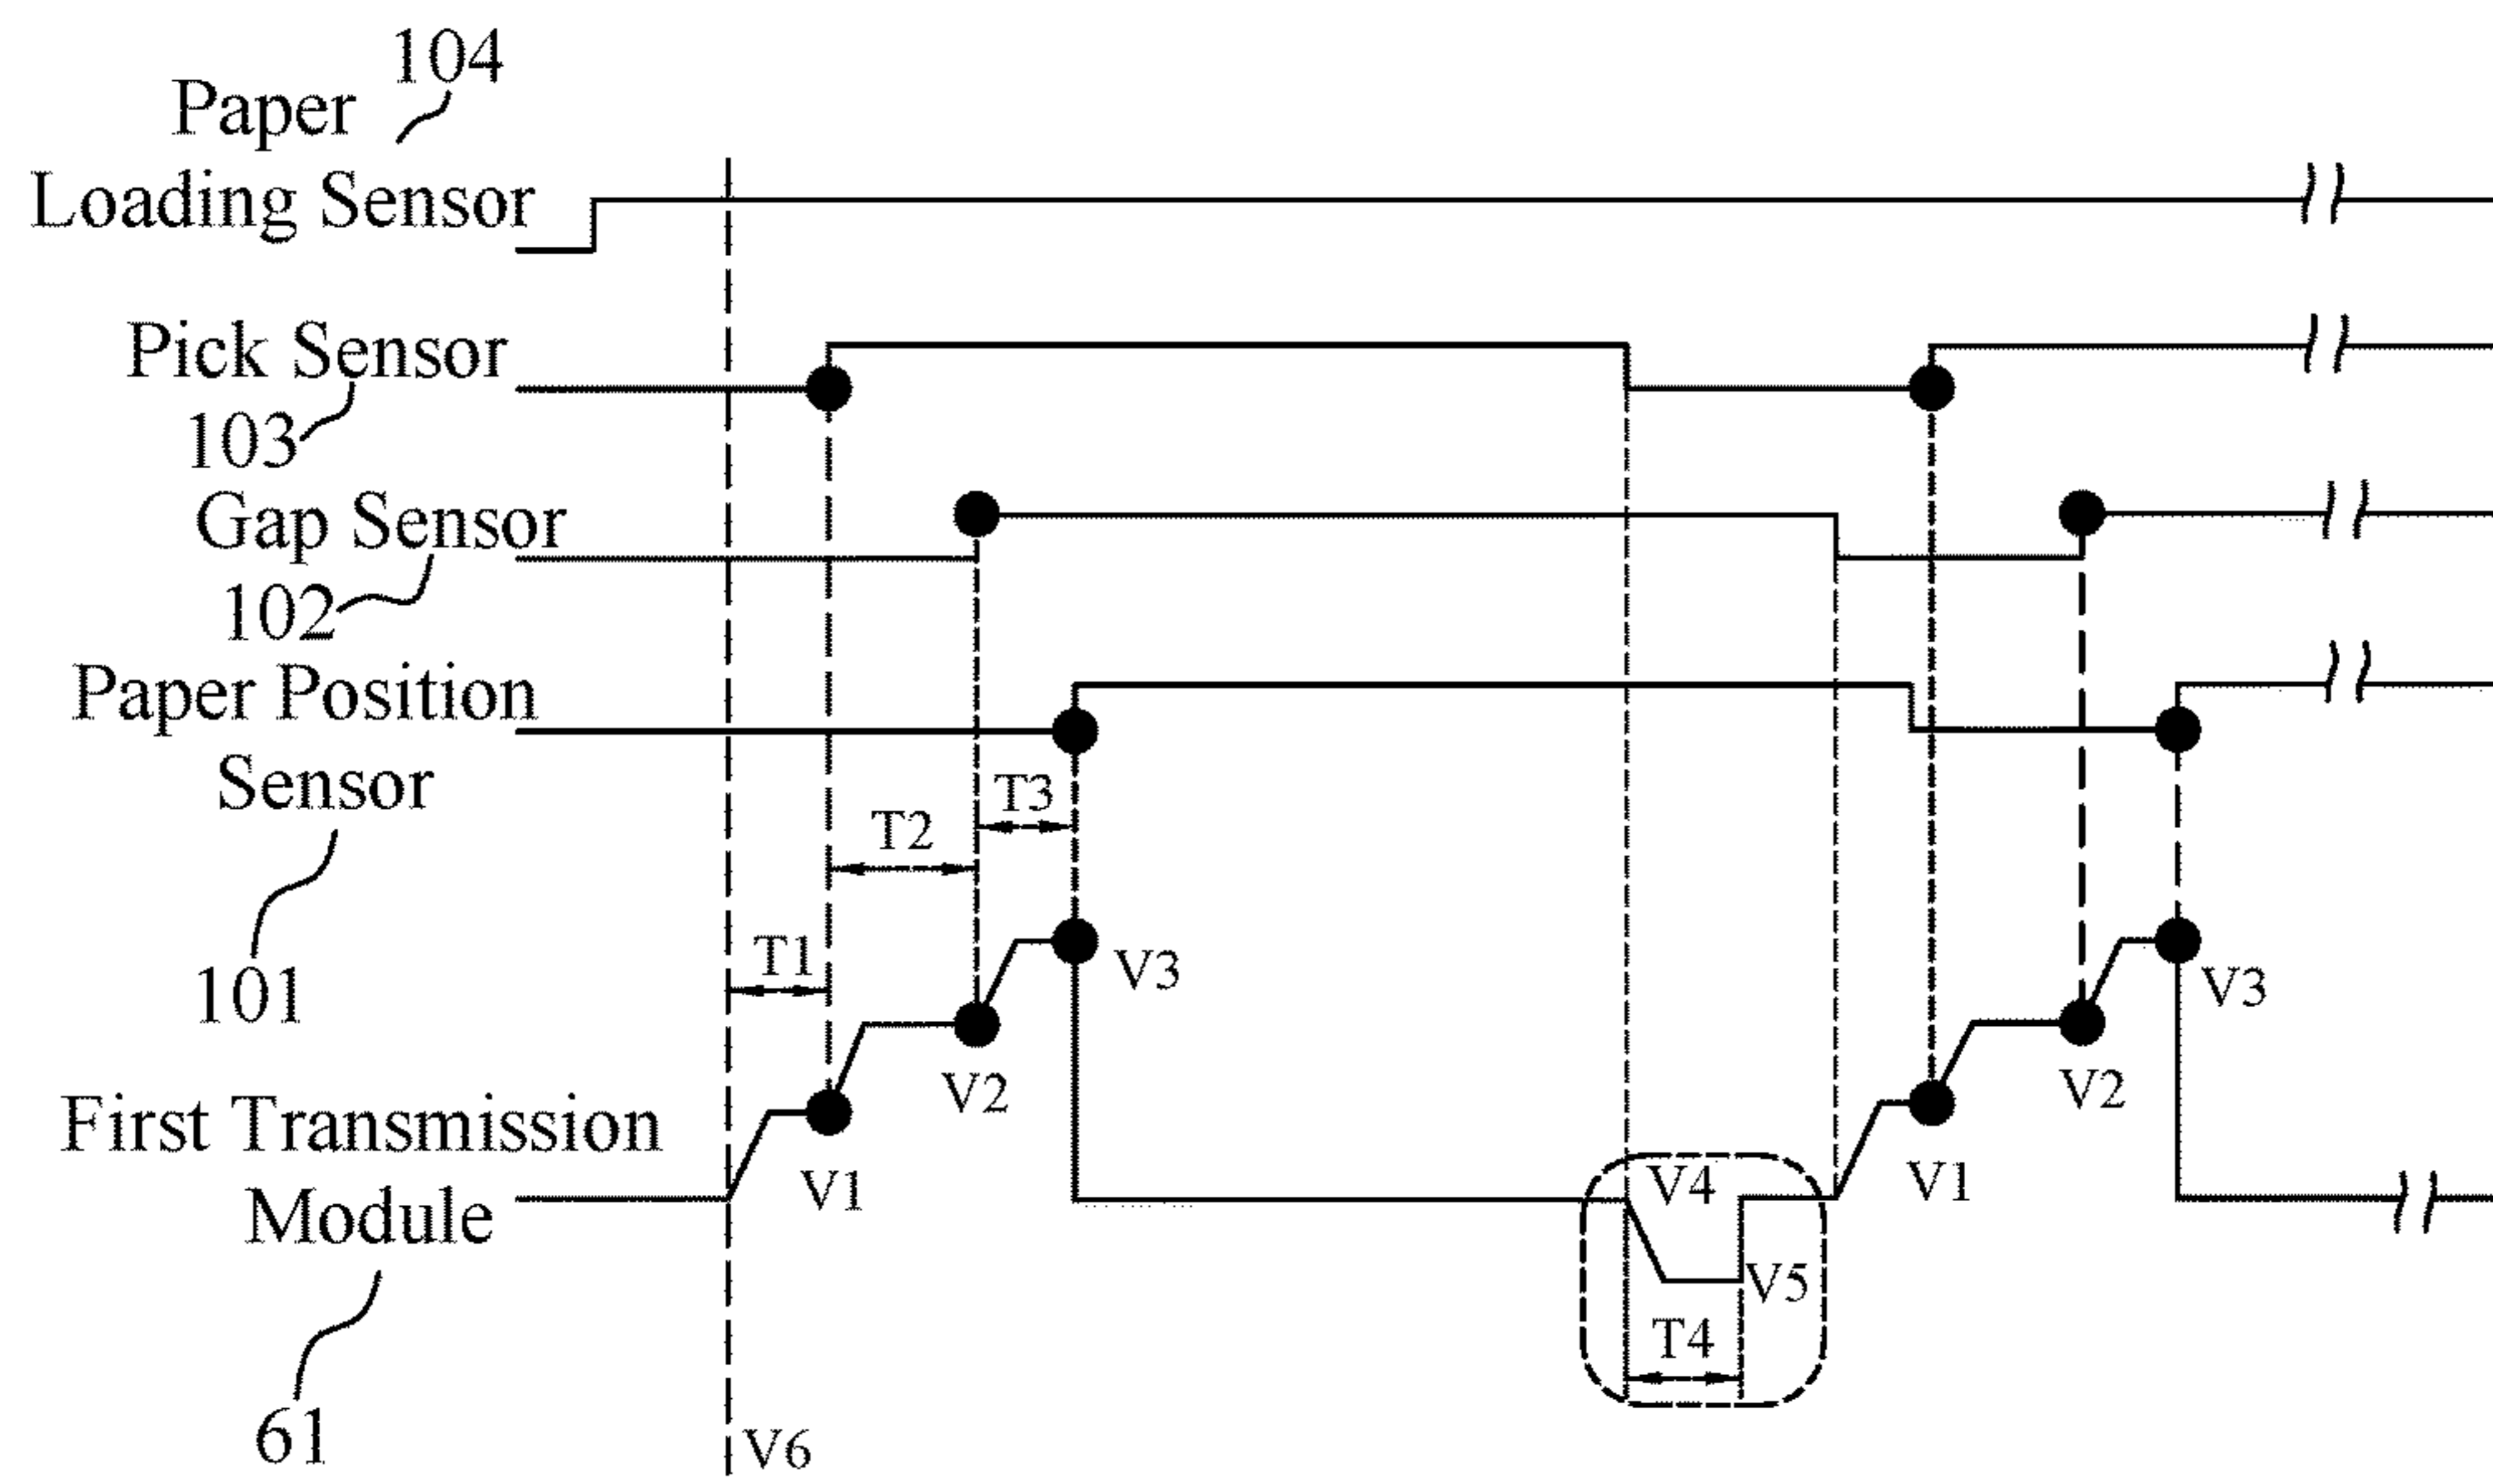 104
Paper
Loading Sensor
Pick Sensor
103
Gap Sensor
102
Paper Position
Sensor
101
First Transmission
Module
61
T1
T2
T3
V1
V2
V3
V4
V5
T4
V1
V2
V3
V6